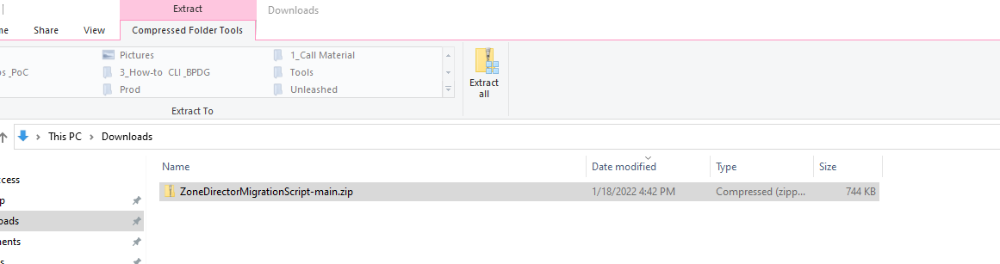 Extract Downloads
me Share View Compressed Folder Tools
Pictures 1_Call Material
os _PoC 3_How-to CLI _BPDG Tools
Prod Unleashed
Extract all
Extract To
This PC > Downloads
Name Date modified Type Size
ccess ZoneDirectorMigrationScript-main.zip 1/18/2022 4:42 PM Compressed (zipp... 744 KB
p
oads
ments
s